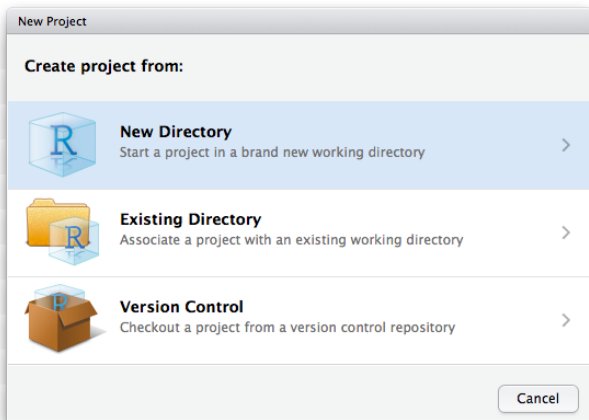 New Project
Create project from:
R
New Directory
Start a project in a brand new working directory
R
Existing Directory
Associate a project with an existing working directory
R
Version Control
Checkout a project from a version control repository
Cancel